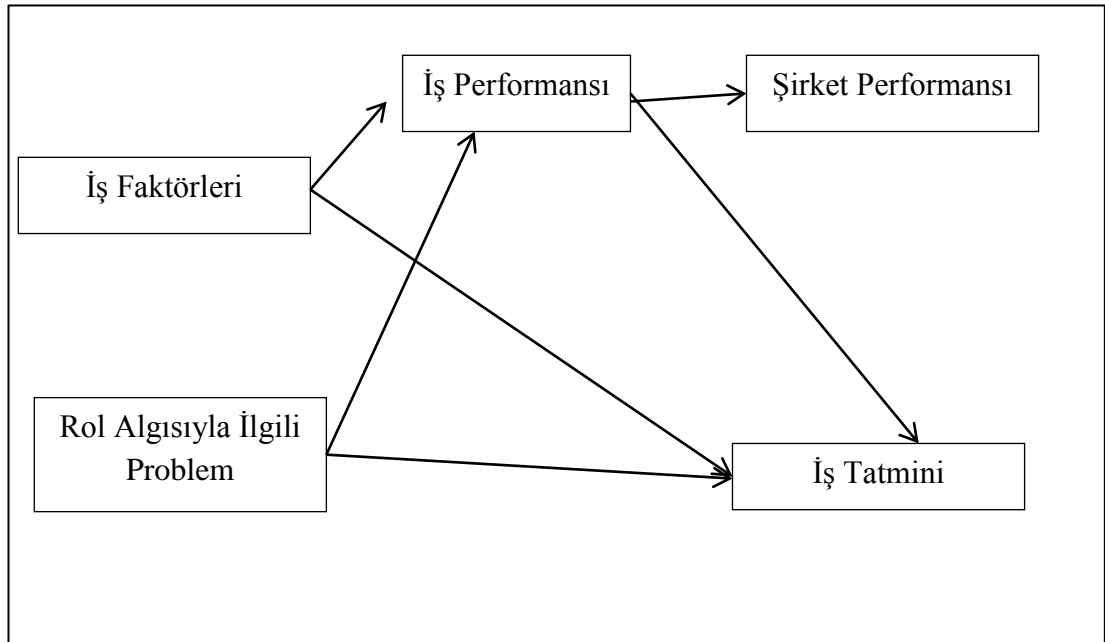 İş Performansı
Şirket Performansı
İş Faktörleri
Rol Algısıyla İlgili
Problem
İş Tatmini